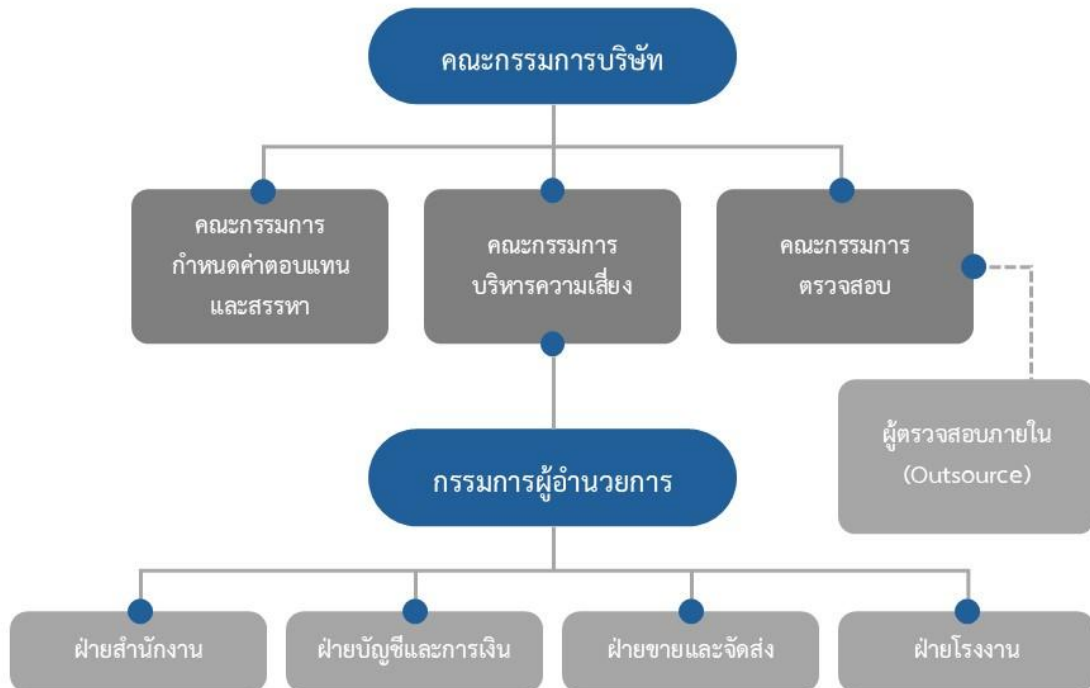 คณะกรรมการบริษัท
คณะกรรมการ
กำหนดค่าตอบแทน
และสรรหา
คณะกรรมการ
บริหารความเสี่ยง
คณะกรรมการ
ตรวจสอบ
ผู้ตรวจสอบภายใน
(Outsource)
กรรมการผู้อำนวยการ
ฝ่ายสำนักงาน
ฝ่ายบัญชีและการเงิน
ฝ่ายขายและจัดส่ง
ฝ่ายโรงงาน